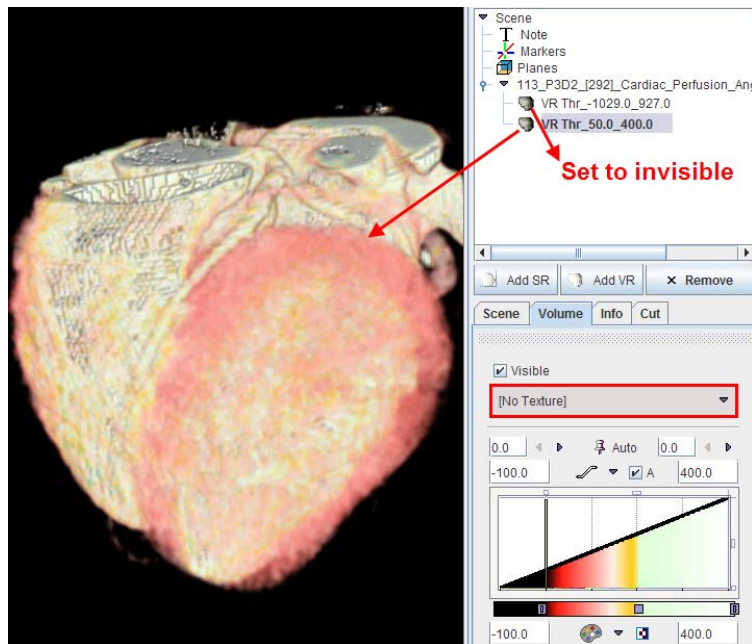 Scene
Note
Markers
Planes
113_P3D2_[292]_Cardiac_Perfusion_Ang
VR Thr_-1029.0_927.0
VR Thr_50.0_400.0
Set to invisible
Add SR Add VR × Remove
Scene Volume Info Cut
Visible
[No Texture]
0.0 Auto 0.0
-100.0 A 400.0
-100.0 400.0